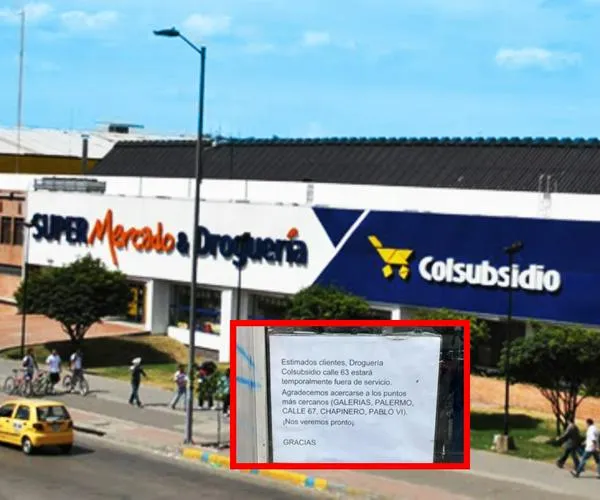 SUPER Mercado & Droguería
Colsubsidio
Estimados clientes, Droguería
Colsubsidio calle 63 estará
temporalmente fuera de servicio.
Agradecemos acercarse a los puntos
más cercanos (GALERIAS, PALERMO,
CALLE 67, CHAPINERO, PABLO VI).
¡Nos veremos pronto¡
GRACIAS